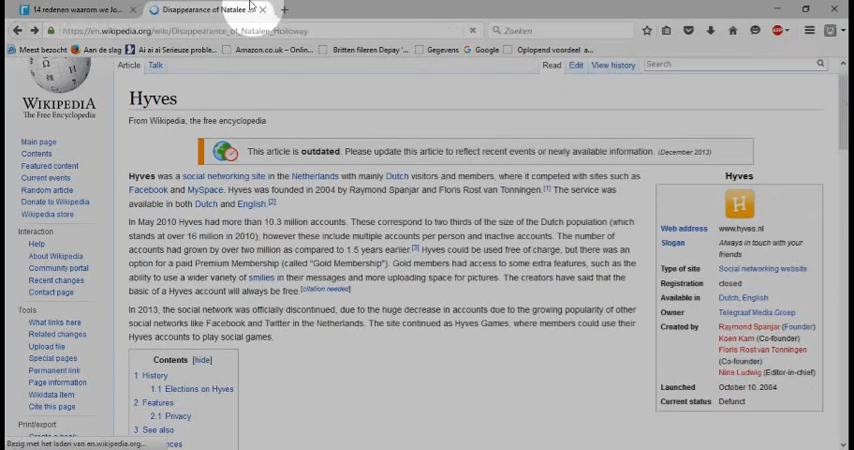 14 redenen waarom we Jo...
Disappearance of Natalee
https://en.wikipedia.org/wiki/Disappearance_of_Natalee_Holloway
Zoeken
Meest bezocht
Aan de slag
Ai ai ai Serieuze proble...
Amazon.co.uk – Onlin...
Britten fileren Depay '...
Gegevens
Google
Oplopend voordeel al...
Article
Talk
Read
Edit
View history
Search
WIKIPEDIA
The Free Encyclopedia
Main page
Contents
Featured content
Current events
Random article
Donate to Wikipedia
Wikipedia store
Interaction
Help
About Wikipedia
Community portal
Recent changes
Contact page
Tools
What links here
Related changes
Upload file
Special pages
Permanent link
Page information
Wikidata item
Cite this page
Print/export
Hyves
From Wikipedia, the free encyclopedia
This article is outdated. Please update this article to reflect recent events or newly available information. (December 2013)
Hyves was a social networking site in the Netherlands with mainly Dutch visitors and members, where it competed with sites such as
Facebook and MySpace. Hyves was founded in 2004 by Raymond Spanjar and Floris Rost van Tonningen.[1] The service was
available in both Dutch and English.[2]
In May 2010 Hyves had more than 10.3 million accounts. These correspond to two thirds of the size of the Dutch population (which
stands at over 16 million in 2010), however these include multiple accounts per person and inactive accounts. The number of
accounts had grown by over two million as compared to 1.5 years earlier.[3] Hyves could be used free of charge, but there was an
option for a paid Premium Membership (called "Gold Membership"). Gold members had access to some extra features, such as the
ability to use a wider variety of smilies in their messages and more uploading space for pictures. The creators have said that the
basic of a Hyves account will always be free.[citation needed]
In 2013, the social network was officially discontinued, due to the huge decrease in accounts due to the growing popularity of other
social networks like Facebook and Twitter in the Netherlands. The site continued as Hyves Games, where members could use their
Hyves accounts to play social games.
Contents [hide]
1 History
1.1 Elections on Hyves
2 Features
2.1 Privacy
3 See also
Hyves
H
Web address www.hyves.nl
Slogan Always in touch with your
friends
Type of site Social networking website
Registration closed
Available in Dutch, English
Owner Telegraaf Media Groep
Created by Raymond Spanjar (Founder)
Koen Kam (Co-founder)
Floris Rost van Tonningen
(Co-founder)
Nina Ludwig (Editor-in-chief)
Launched October 10, 2004
Current status Defunct
Bezig met het laden van en.wikipedia.org...